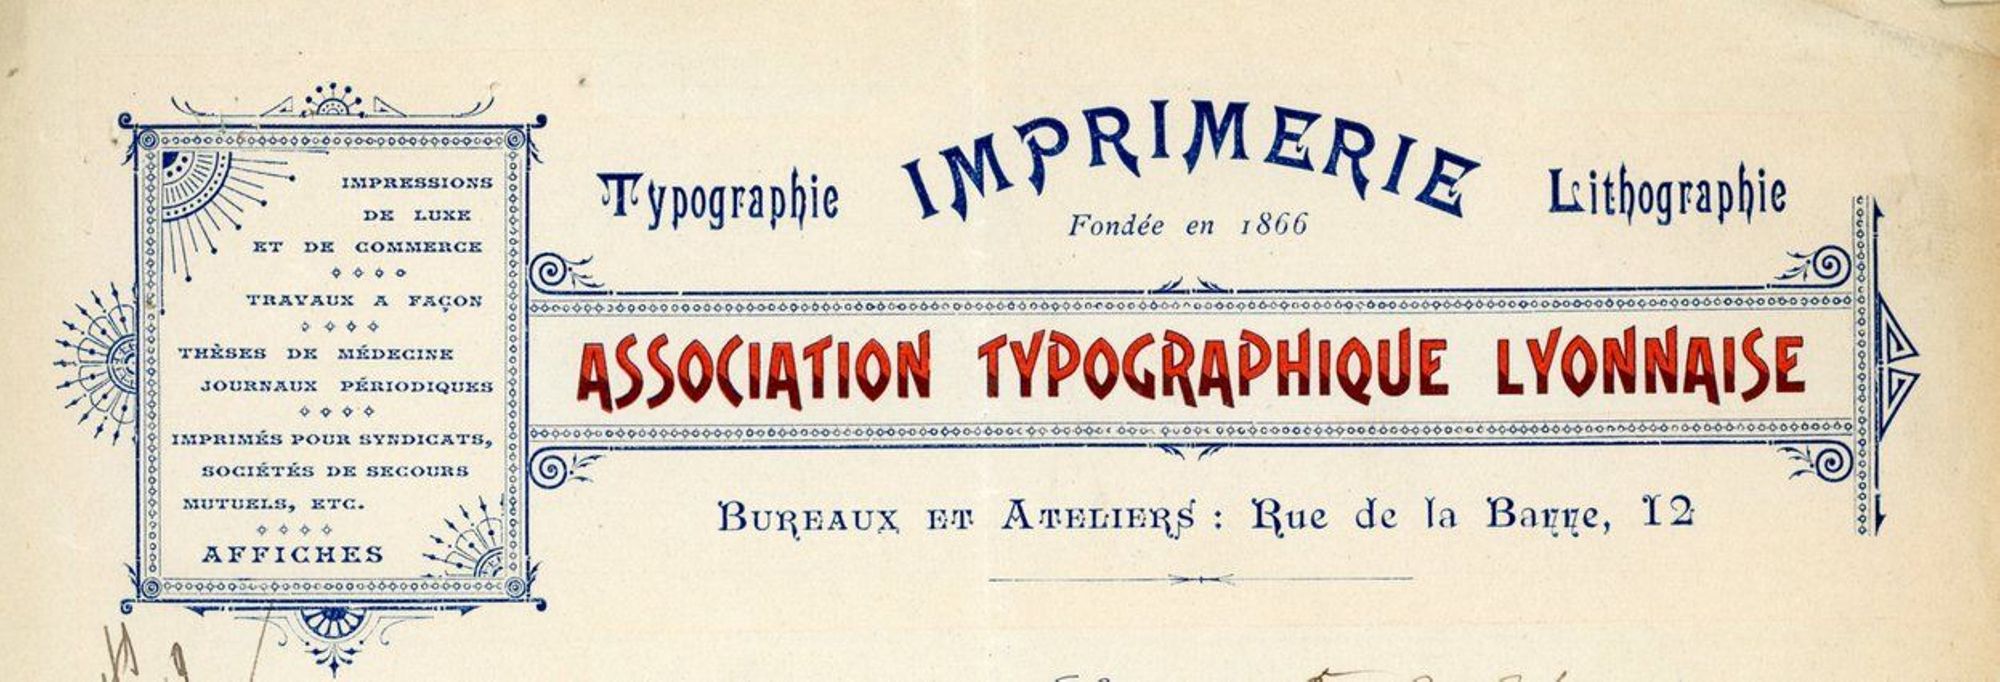 IMPRESSIONS
DE LUXE
ET DE COMMERCE
TRAVAUX A FAÇON
THÈSES DE MÉDECINE
JOURNAUX PÉRIODIQUES
IMPRIMÉS POUR SYNDICATS,
SOCIÉTÉS DE SECOURS
MUTUELS, ETC.
AFFICHES
Typographie IMPRIMERIE Lithographie
Fondée en 1866
ASSOCIATION TYPOGRAPHIQUE LYONNAISE
BUREAUX ET ATELIERS : Rue de la Barre, 12